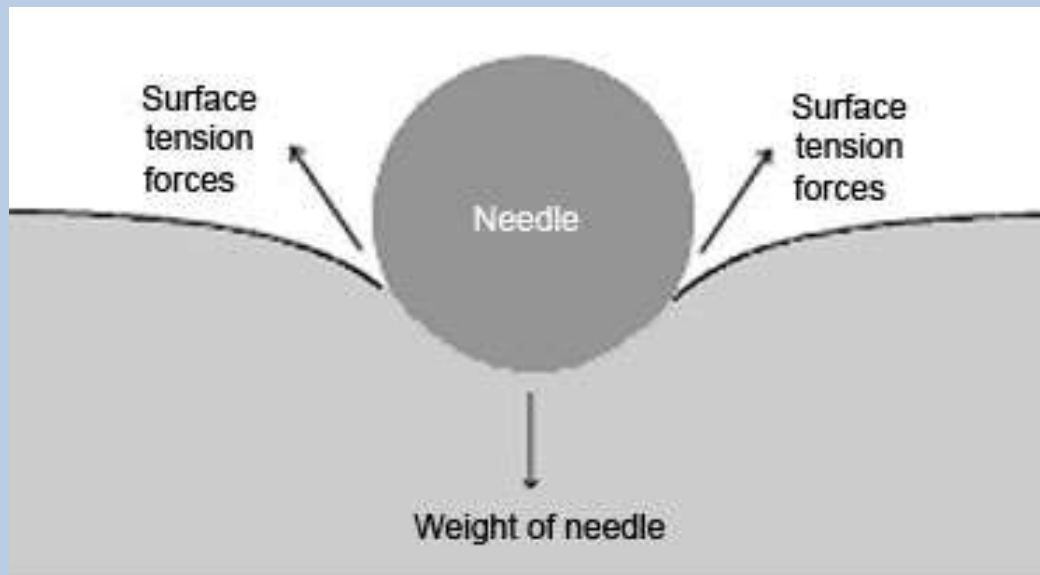 Surface
tension
forces
Surface
tension
forces
Needle
Weight of needle